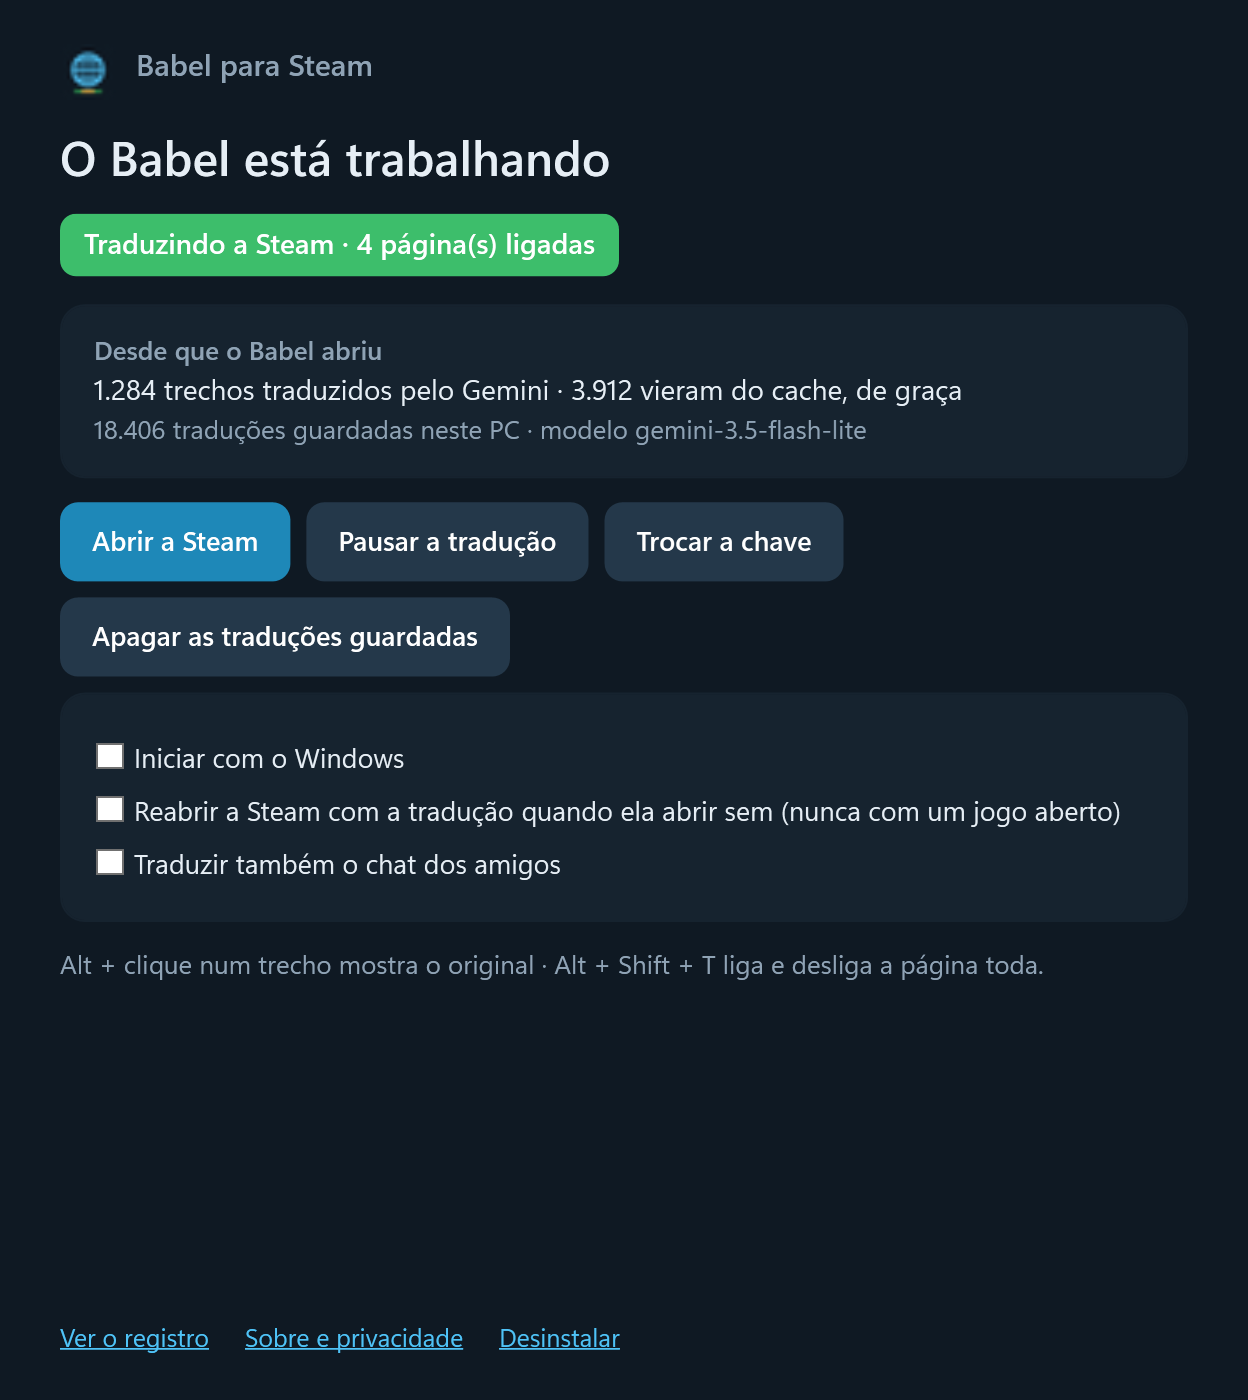 Babel para Steam
O Babel está trabalhando
Traduzindo a Steam · 4 página(s) ligadas
Desde que o Babel abriu
1.284 trechos traduzidos pelo Gemini · 3.912 vieram do cache, de graça
18.406 traduções guardadas neste PC · modelo gemini-3.5-flash-lite
Abrir a Steam
Pausar a tradução
Trocar a chave
Apagar as traduções guardadas
Iniciar com o Windows
Reabrir a Steam com a tradução quando ela abrir sem (nunca com um jogo aberto)
Traduzir também o chat dos amigos
Alt + clique num trecho mostra o original · Alt + Shift + T liga e desliga a página toda.
Ver o registro
Sobre e privacidade
Desinstalar